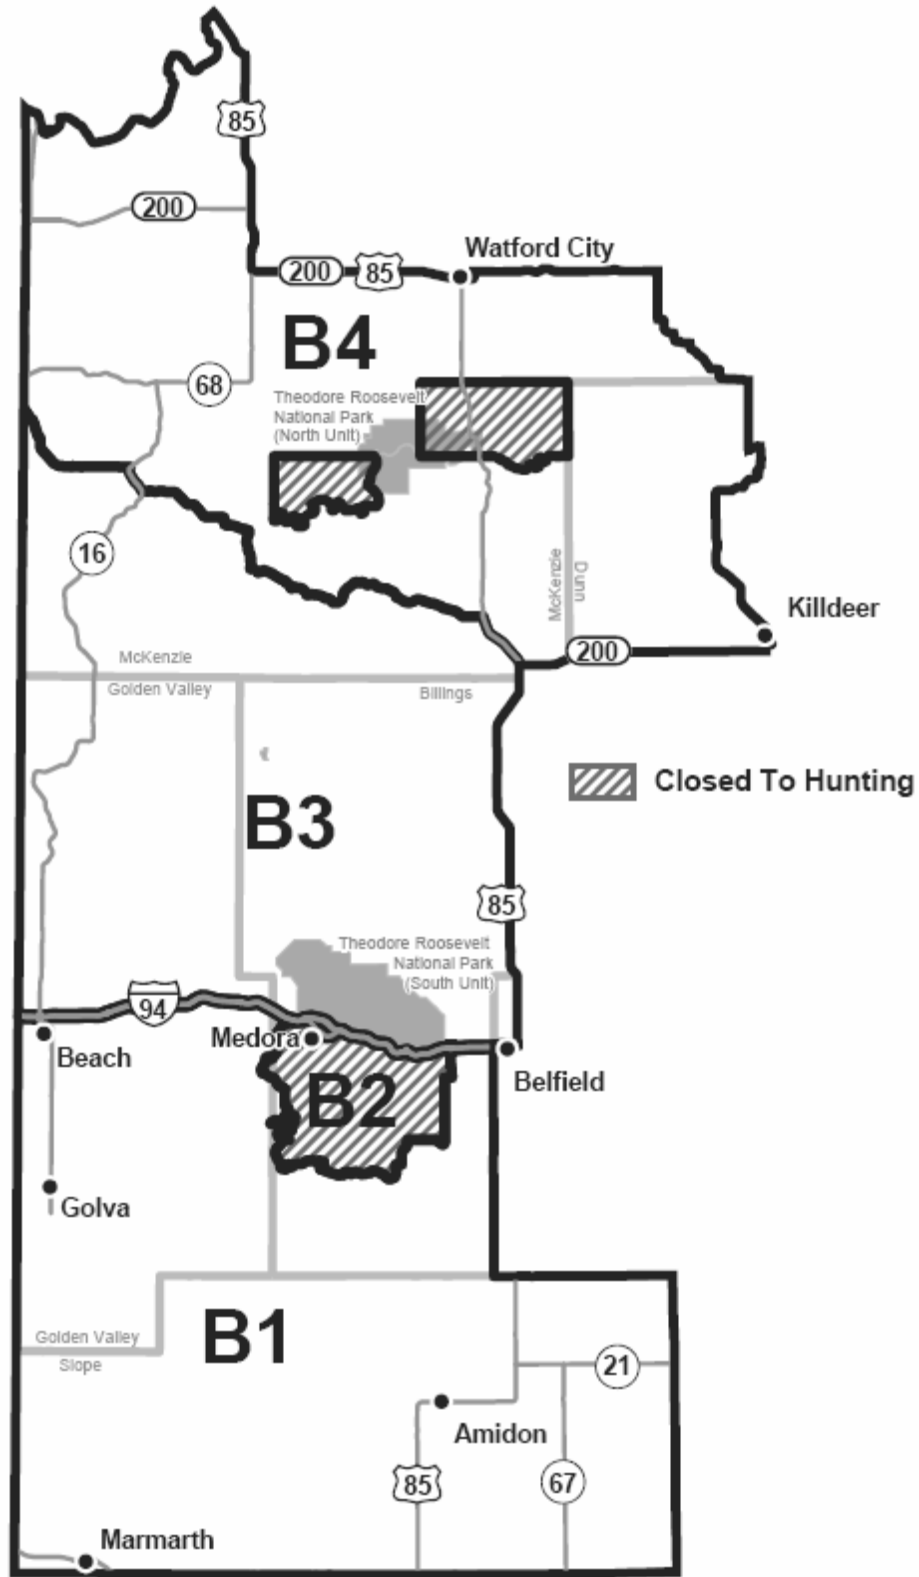 85
200
Watford City
200
85
B4
68
Theodore Roosevelt
National Park
(North Unit)
16
McKenzie
Dunn
Killdeer
200
McKenzie
Golden Valley
Billings
Closed To Hunting
B3
85
Theodore Roosevelt
National Park
(South Unit)
94
Medora
Beach
Belfield
B2
Golva
B1
Golden Valley
Slope
21
Amidon
85
67
Marmarth